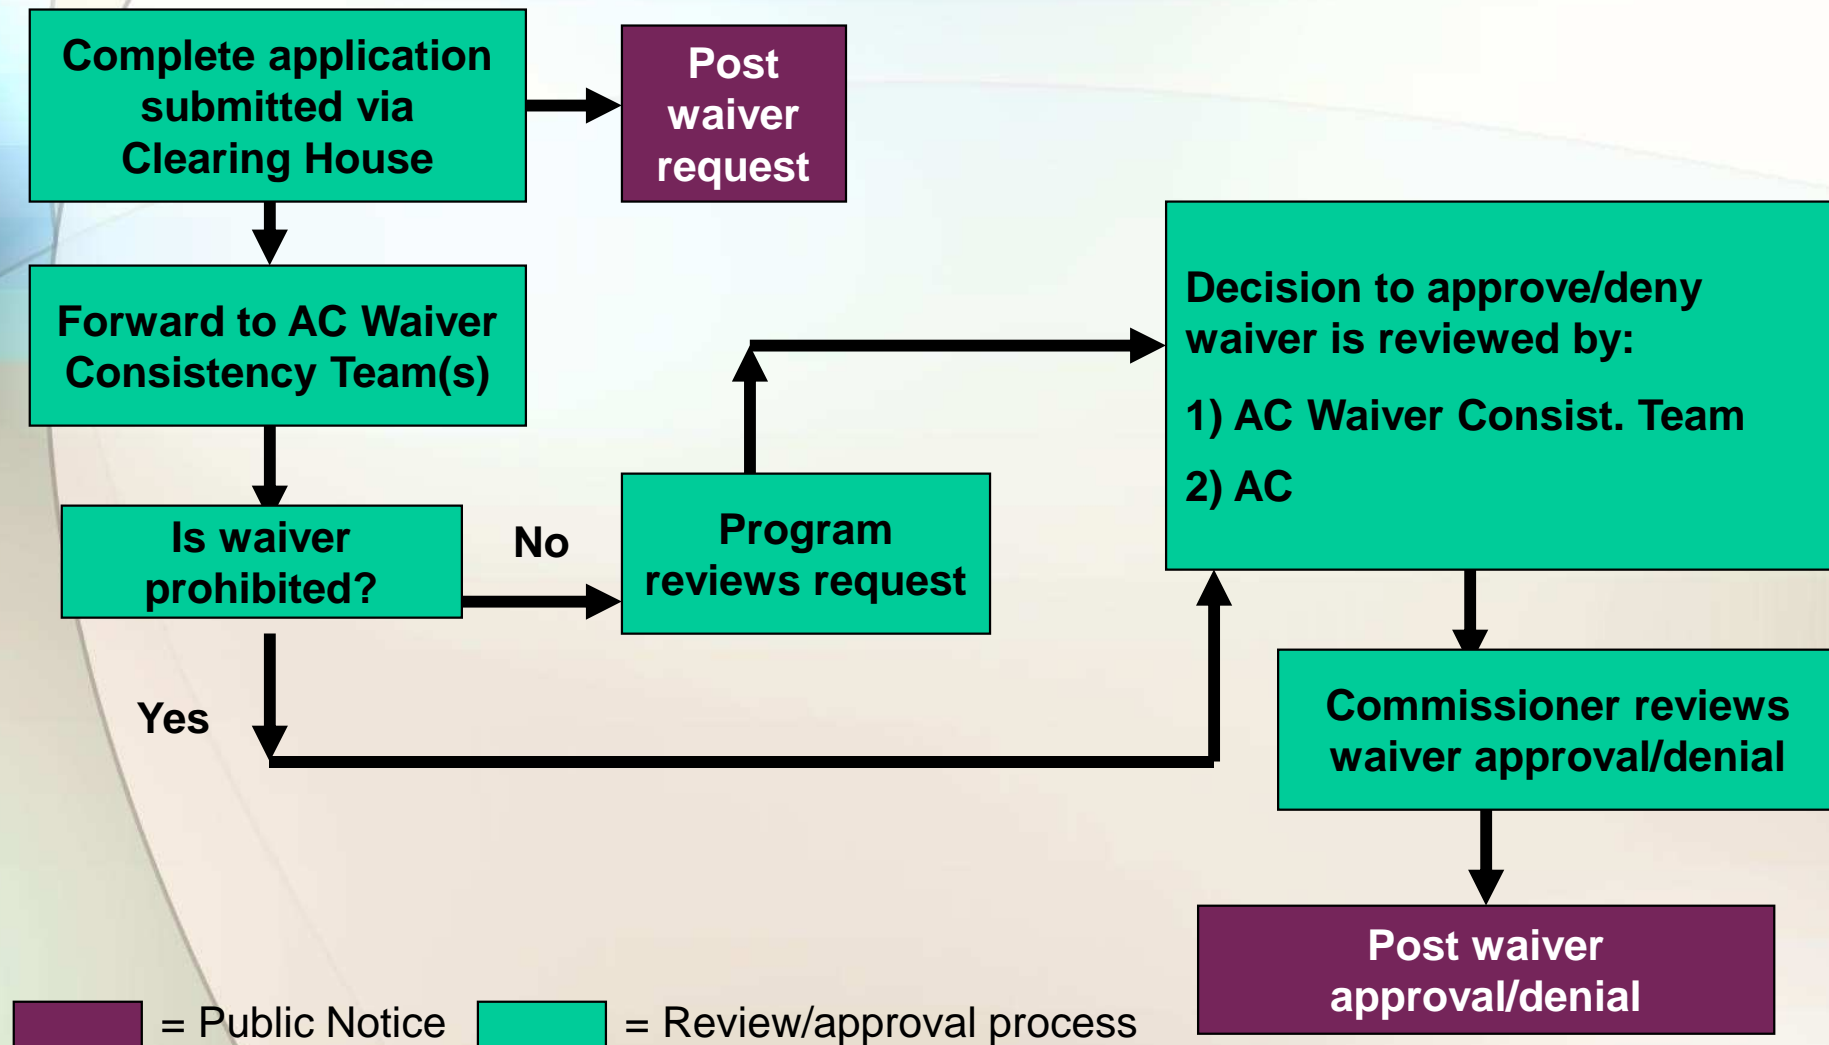 Complete application
submitted via
Clearing House
Post
waiver
request
Forward to AC Waiver
Consistency Team(s)
Decision to approve/deny
waiver is reviewed by:
1) AC Waiver Consist. Team
2) AC
Is waiver
prohibited?
No
Program
reviews request
Yes
Commissioner reviews
waiver approval/denial
Post waiver
approval/denial
= Public Notice
= Review/approval process